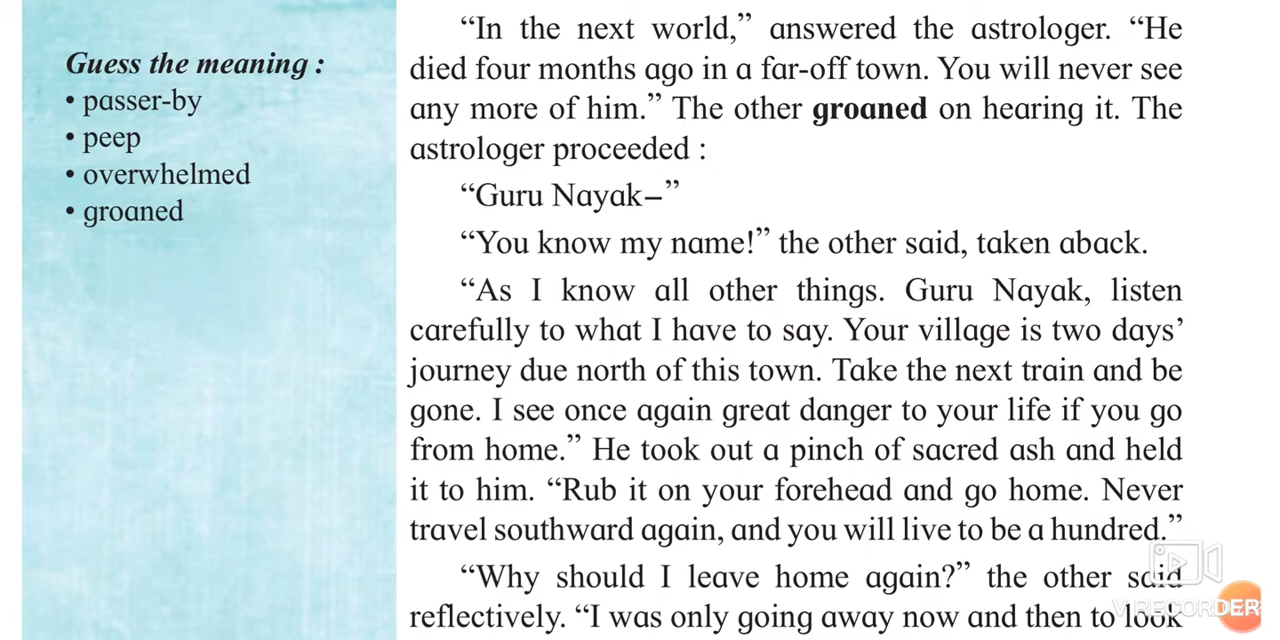 Guess the meaning :
• passer-by
• peep
• overwhelmed
• groaned
“In the next world,” answered the astrologer. “He
died four months ago in a far-off town. You will never see
any more of him.” The other groaned on hearing it. The
astrologer proceeded :
“Guru Nayak–”
“You know my name!” the other said, taken aback.
“As I know all other things. Guru Nayak, listen
carefully to what I have to say. Your village is two days’
journey due north of this town. Take the next train and be
gone. I see once again great danger to your life if you go
from home.” He took out a pinch of sacred ash and held
it to him. “Rub it on your forehead and go home. Never
travel southward again, and you will live to be a hundred.”
“Why should I leave home again?” the other said
reflectively. “I was only going away now and then to look
V RECORDER